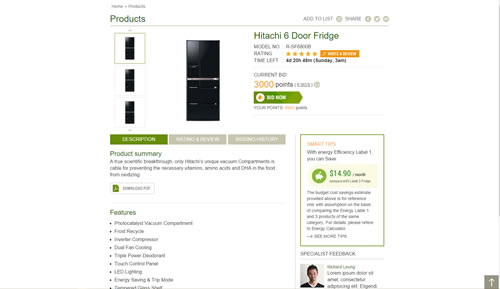 Home > Products
Products
ADD TO LIST SHARE
Hitachi 6 Door Fridge
MODEL NO R-SF6800B
RATING WRITE A REVIEW
TIME LEFT 4d 20h 48m (Sunday, 3am)
CURRENT BID:
3000 points
BID NOW
YOUR POINTS: points
DESCRIPTION RATING & REVIEW BIDDING HISTORY
Product summary
A true scientific breakthrough, only Hitachi's unique vacuum Compartments is
cable for preventing the necessary vitamins, amino acids and DHA in the food
from oxidizing.
DOWNLOAD PDF
Features
Photocatalyst Vacuum Compartment
Frost Recycle
Inverter Compressor
Dual Fan Cooling
Triple Power Deodorant
Touch Control Panel
LED Lighting
Energy Saving & Trip Mode
Tempered Glass Shelf
SMART TIPS
With energy Efficiency Label 1,
you can Save:
$14.90 / month
compare with Label 3 Fridge
The budget cost savings estimate
provided above is for reference
only with assumption on the base
of comparing the Energy Lable 1
and 3 products of the same
category. For details, please refer
to Energy Calculator.
SEE MORE TIPS
SPECIALIST FEEDBACK
Richard Leung
Lorem ipsum dolor sit
amet, consectetur
adipiscing elit. Eligendi